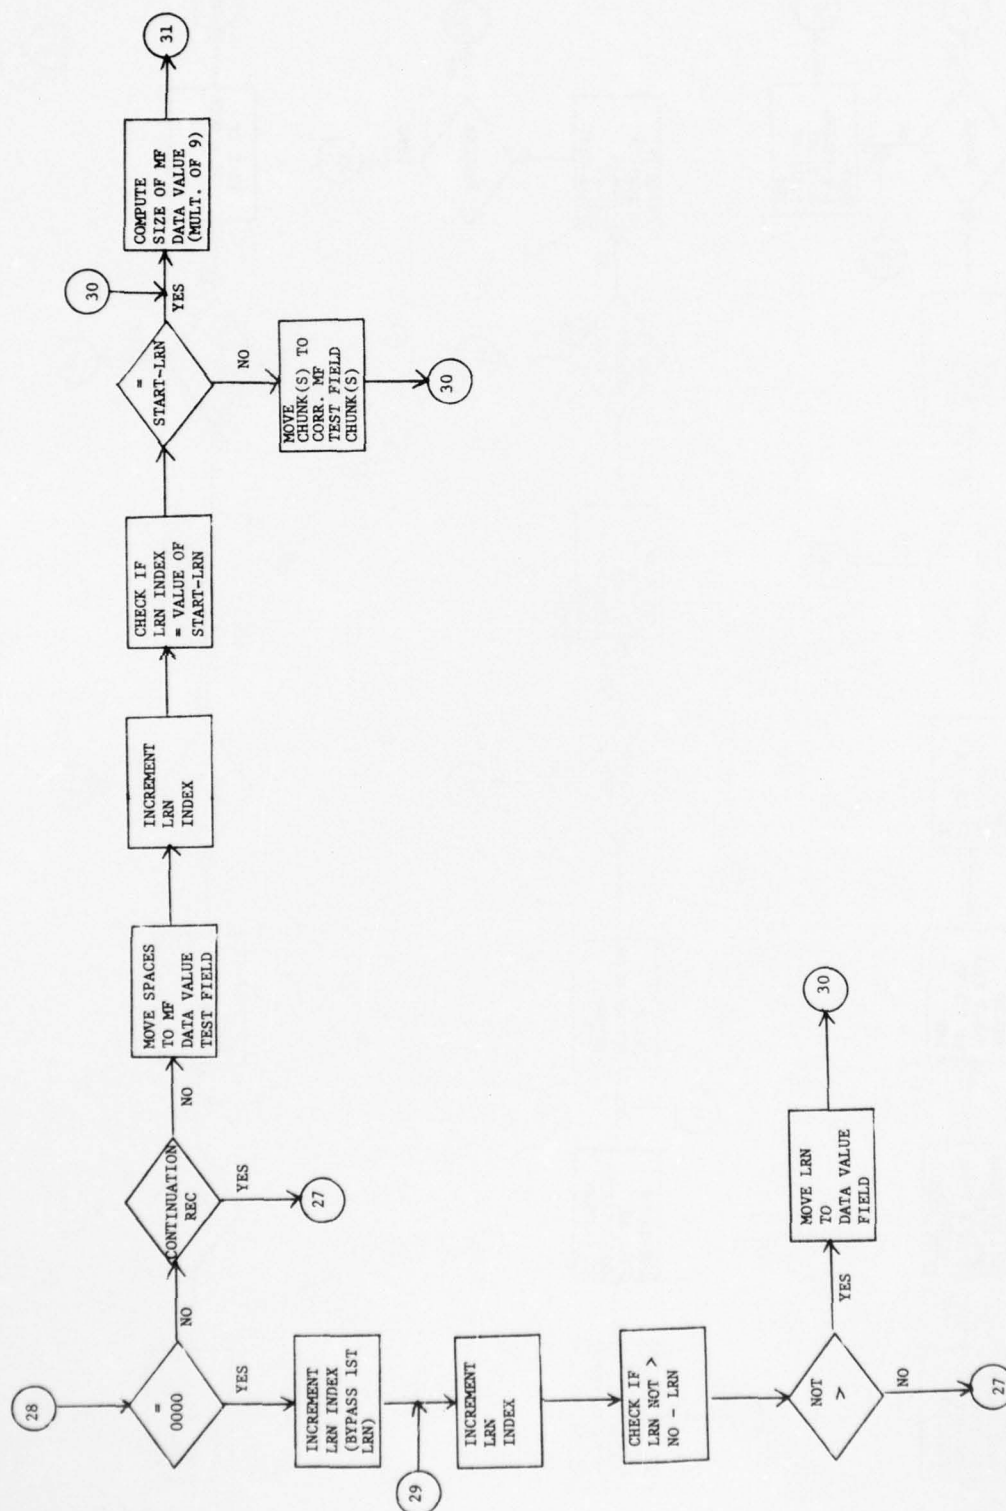 28
=
0000
NO
YES
CONTINUATION
REC
NO
YES
27
MOVE SPACES
TO MF
DATA VALUE
TEST FIELD
INCREMENT
LRN
INDEX
CHECK IF
LRN INDEX
= VALUE OF
START-LRN
=
START-LRN
YES
NO
30
COMPUTE
SIZE OF MF
DATA VALUE
(MULT. OF 9)
31
MOVE
CHUNK(S) TO
CORR. MF
TEST FIELD
CHUNK(S)
30
INCREMENT
LRN INDEX
(BYPASS 1ST
LRN)
29
INCREMENT
LRN
INDEX
CHECK IF
LRN NOT >
NO - LRN
NOT
>
YES
NO
27
MOVE LRN
TO
DATA VALUE
FIELD
30